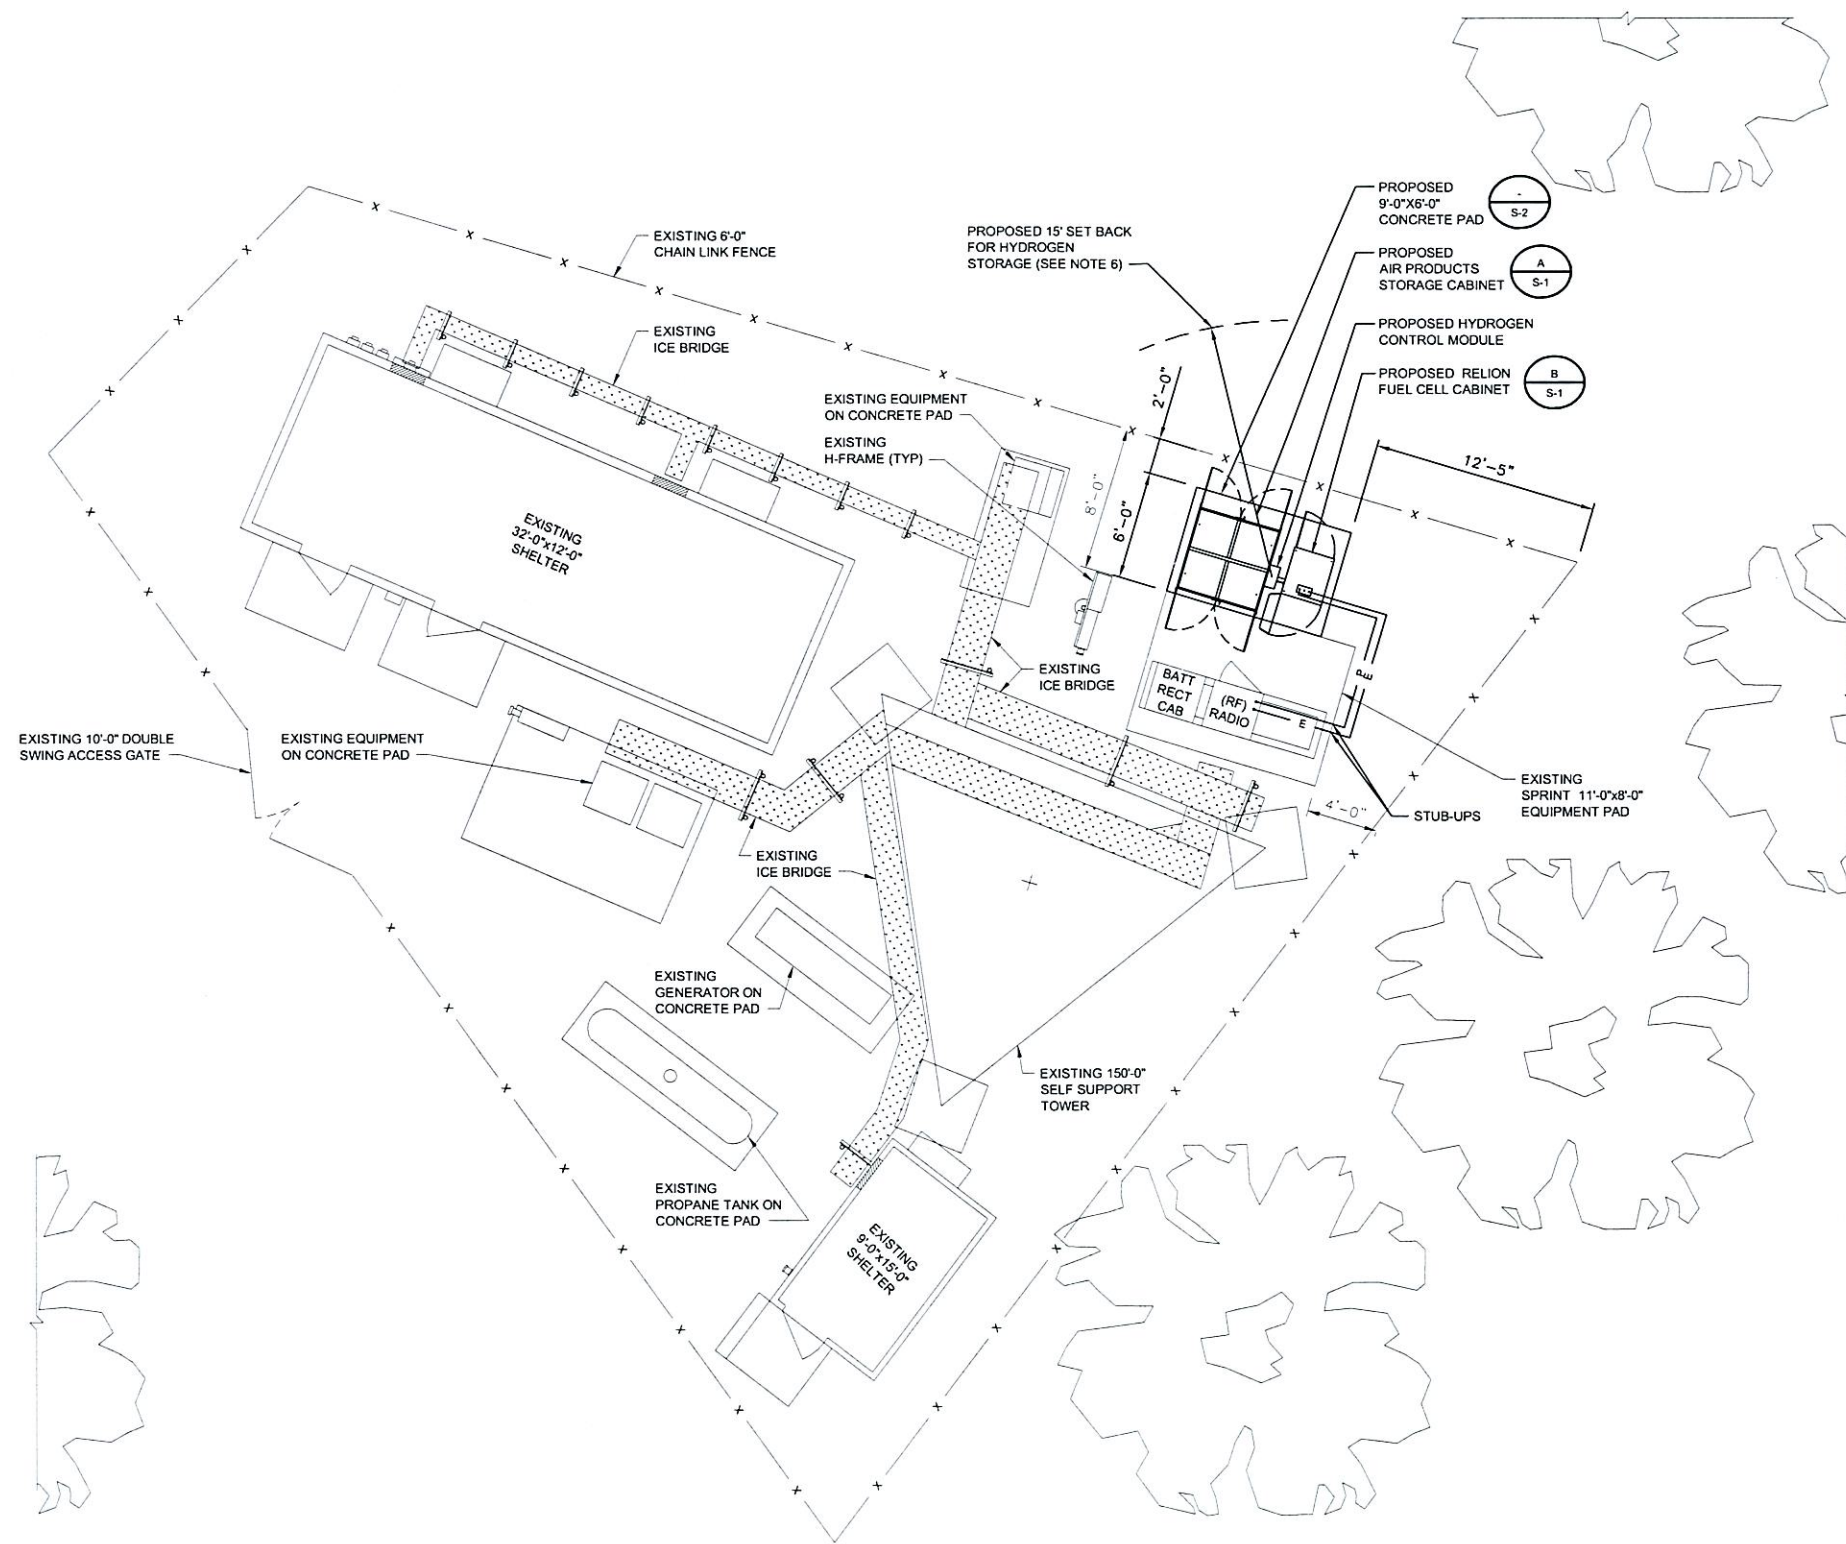 PROPOSED
9'-0"X6'-0"
CONCRETE PAD
-
S-2
PROPOSED 15' SET BACK
FOR HYDROGEN
STORAGE (SEE NOTE 6)
EXISTING 6'-0"
CHAIN LINK FENCE
PROPOSED
AIR PRODUCTS
STORAGE CABINET
A
S-1
EXISTING
ICE BRIDGE
PROPOSED HYDROGEN
CONTROL MODULE
PROPOSED RELION
FUEL CELL CABINET
B
S-1
2'-0"
EXISTING EQUIPMENT
ON CONCRETE PAD
EXISTING
H-FRAME (TYP)
12'-5"
8'-0"
6'-0"
EXISTING
32'-0"x12'-0"
SHELTER
EXISTING
ICE BRIDGE
BATT
RECT
CAB
(RF)
RADIO
E
P
E
EXISTING 10'-0" DOUBLE
SWING ACCESS GATE
EXISTING EQUIPMENT
ON CONCRETE PAD
EXISTING
SPRINT 11'-0"x8'-0"
EQUIPMENT PAD
4'-0"
STUB-UPS
EXISTING
ICE BRIDGE
EXISTING
GENERATOR ON
CONCRETE PAD
EXISTING 150'-0"
SELF SUPPORT
TOWER
EXISTING
PROPANE TANK ON
CONCRETE PAD
EXISTING
9'-0"x15'-0"
SHELTER